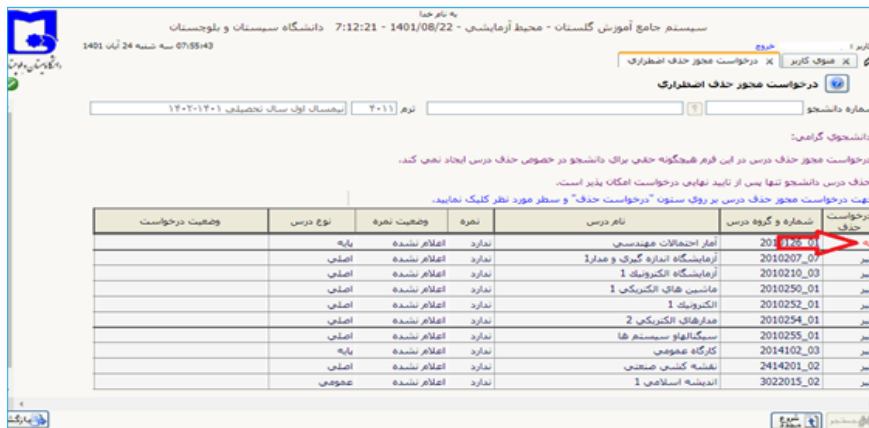 به نام خدا
سیستم جامع آموزش گلستان - محیط آزمایشی - 1401/08/22 - 7:12:21 دانشگاه سیستان و بلوچستان
07:55:43 سه شنبه 24 آبان 1401
خروج
منوی کاربر X درخواست مجوز حذف اضطراری X
درخواست مجوز حذف اضطراری
ترم ۴۰۱۱ نیمسال اول سال تحصیلی ۱۴۰۱-۱۴۰۲
دانشجوی گرامی:
درخواست مجوز حذف درس در این فرم هیچگونه حقی برای دانشجو در خصوص حذف درس ایجاد نمی کند.
حذف درس دانشجو تنها پس از تایید نهایی درخواست امکان پذیر است.
جهت درخواست مجوز حذف درس بر روی ستون "درخواست حذف" و سطر مورد نظر کلیک نمایید.
درخواست حذف شماره و گروه درس نام درس نمره وضعیت نمره نوع درس وضعیت درخواست
آمار احتمالات مهندسی ندارد اعلام نشده پایه
2010207_07 آزمایشگاه اندازه گیری و مدار1 ندارد اعلام نشده اصلی
2010210_03 آزمایشگاه الکترونیک 1 ندارد اعلام نشده اصلی
2010250_01 ماشین های الکتریکی 1 ندارد اعلام نشده اصلی
2010252_01 الکترونیک 1 ندارد اعلام نشده اصلی
2010254_01 مدارهای الکتریکی 2 ندارد اعلام نشده اصلی
2010255_01 سیگنالهاو سیستم ها ندارد اعلام نشده اصلی
2014102_03 کارگاه عمومی ندارد اعلام نشده پایه
2414201_02 نقشه کشی صنعتی ندارد اعلام نشده اصلی
3022015_02 اندیشه اسلامی 1 ندارد اعلام نشده عمومی
شروع مجدد